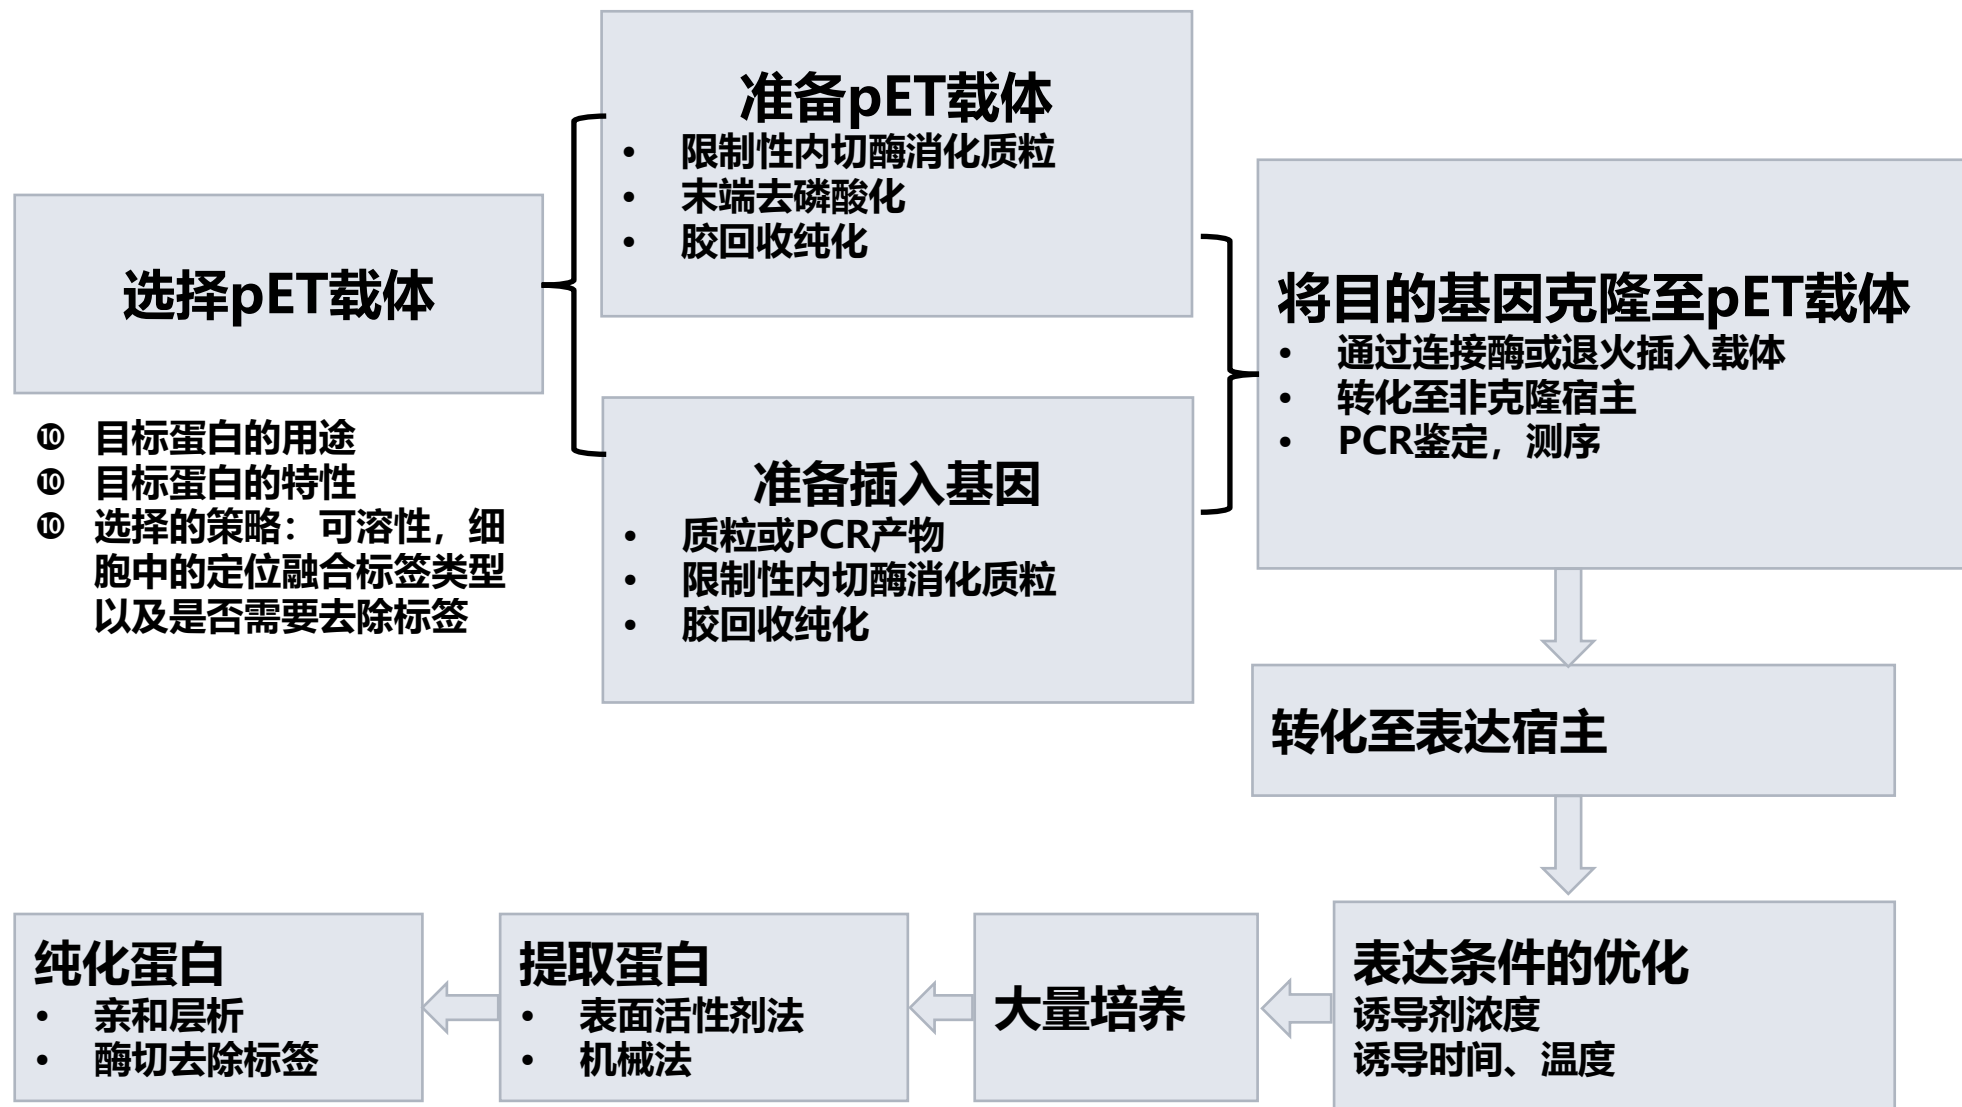 选择pET载体
❿ 目标蛋白的用途
❿ 目标蛋白的特性
❿ 选择的策略：可溶性，细
胞中的定位融合标签类型
以及是否需要去除标签
准备pET载体
• 限制性内切酶消化质粒
• 末端去磷酸化
• 胶回收纯化
准备插入基因
• 质粒或PCR产物
• 限制性内切酶消化质粒
• 胶回收纯化
将目的基因克隆至pET载体
• 通过连接酶或退火插入载体
• 转化至非克隆宿主
• PCR鉴定，测序
转化至表达宿主
表达条件的优化
诱导剂浓度
诱导时间、温度
大量培养
提取蛋白
• 表面活性剂法
• 机械法
纯化蛋白
• 亲和层析
• 酶切去除标签